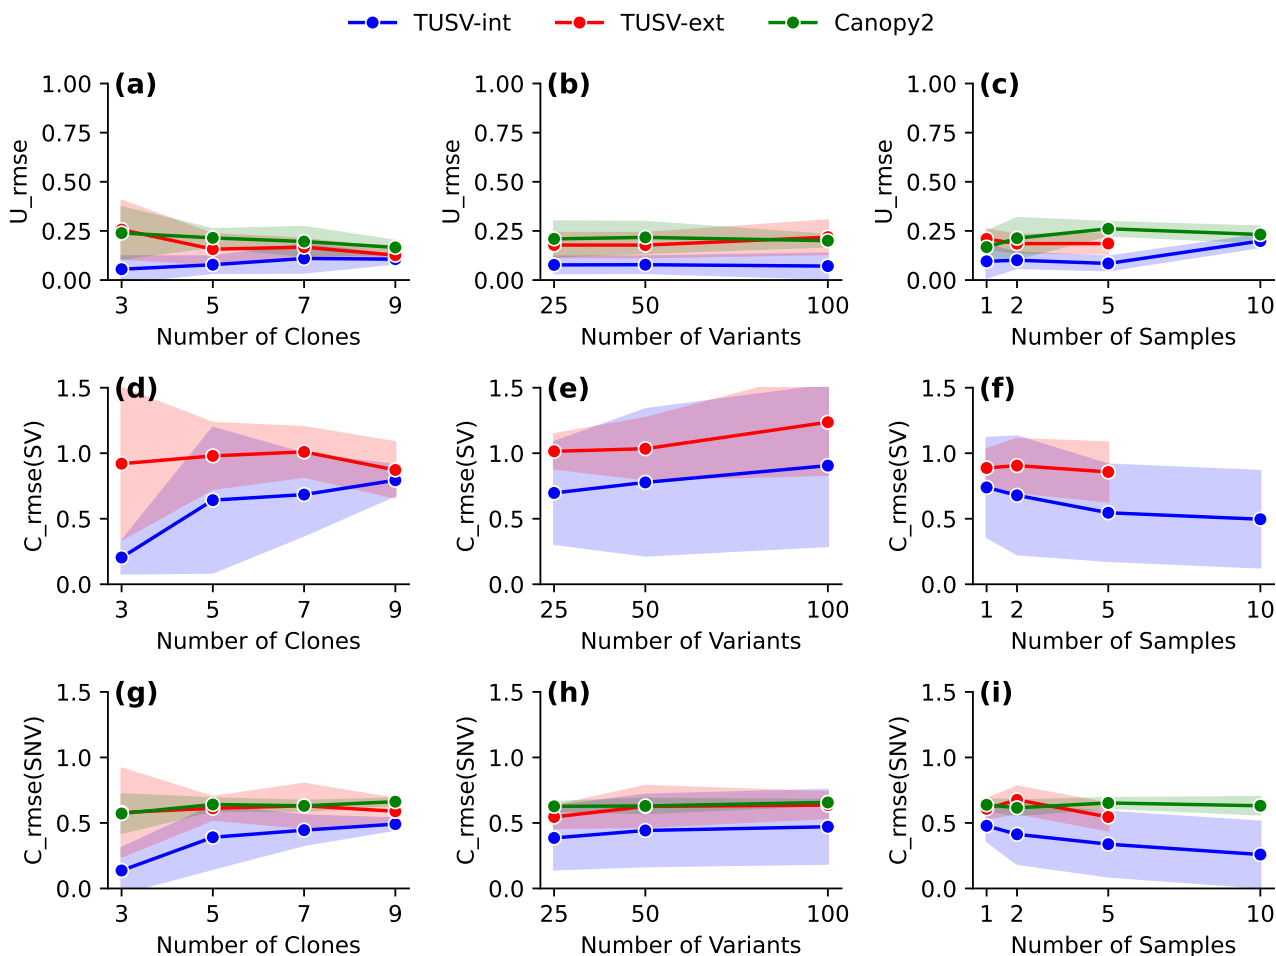 TUSV-int TUSV-ext Canopy2
(a) (b) (c)
1.00 1.00 1.00
0.75 0.75 0.75
0.50 0.50 0.50
0.25 0.25 0.25
0.00 0.00 0.00
U_rmse U_rmse U_rmse
3 5 7 9 25 50 100 1 2 5 10
Number of Clones Number of Variants Number of Samples
(d) (e) (f)
1.5 1.5 1.5
1.0 1.0 1.0
0.5 0.5 0.5
0.0 0.0 0.0
C_rmse(SV) C_rmse(SV) C_rmse(SV)
3 5 7 9 25 50 100 1 2 5 10
Number of Clones Number of Variants Number of Samples
(g) (h) (i)
1.5 1.5 1.5
1.0 1.0 1.0
0.5 0.5 0.5
0.0 0.0 0.0
C_rmse(SNV) C_rmse(SNV) C_rmse(SNV)
3 5 7 9 25 50 100 1 2 5 10
Number of Clones Number of Variants Number of Samples